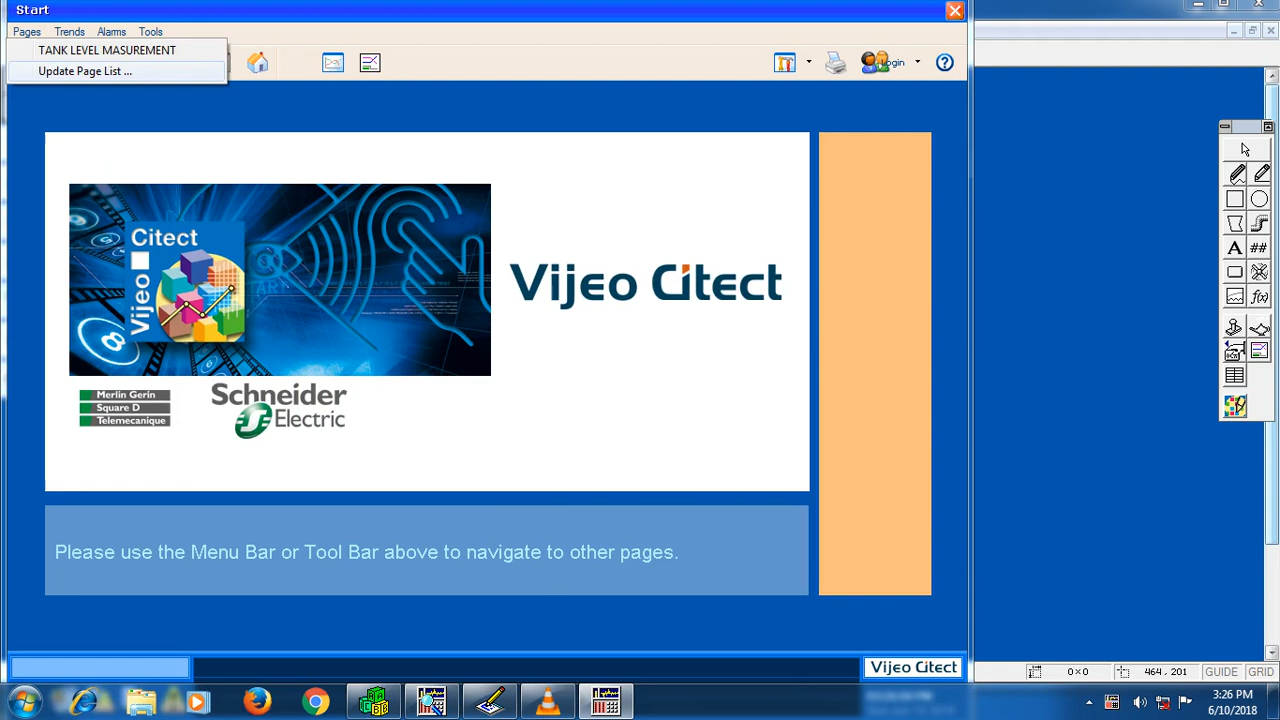 Start
Pages Trends Alarms Tools
TANK LEVEL MASUREMENT
Update Page List ...
Login
Citect
Vijeo
8
Vijeo Citect
Merlin Gerin
Square D
Telemecanique
Schneider
Electric
Please use the Menu Bar or Tool Bar above to navigate to other pages.
Vijeo Citect
A ##
f(x)
0×0 464 . 201 GUIDE GRID
3:26 PM
6/10/2018